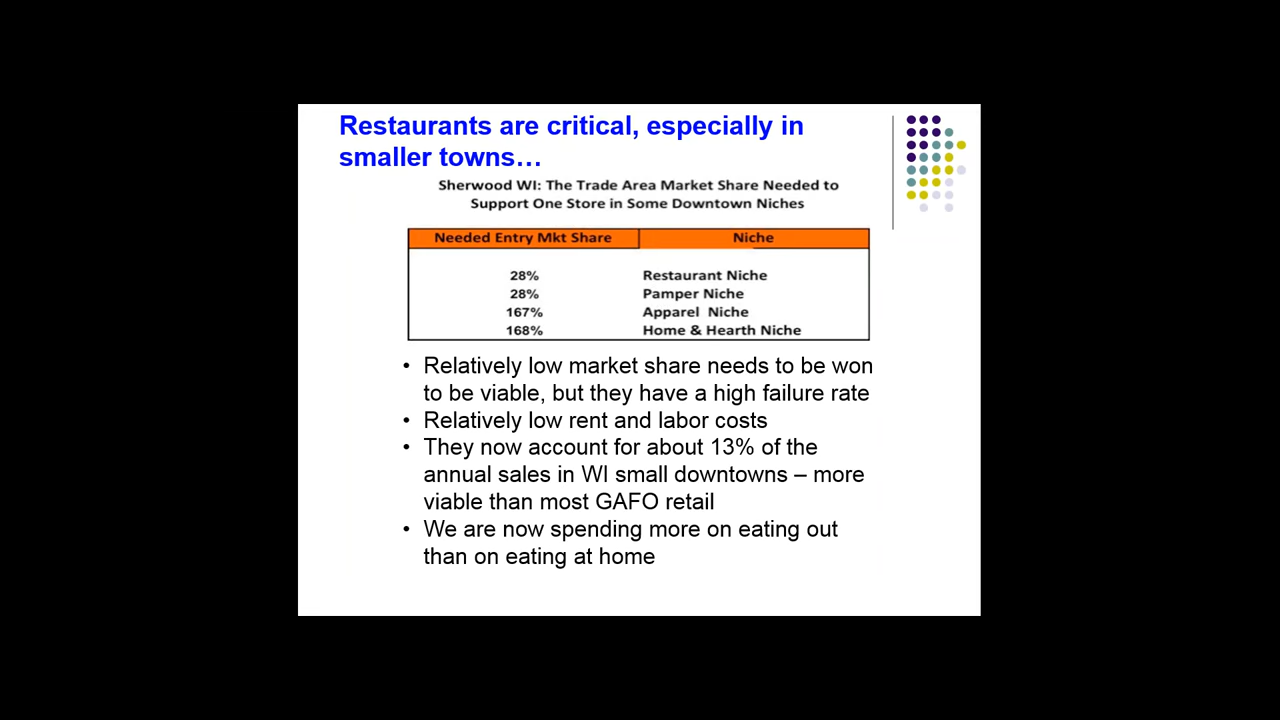 Restaurants are critical, especially in
smaller towns…
Sherwood WI: The Trade Area Market Share Needed to
Support One Store in Some Downtown Niches
Needed Entry Mkt Share Niche
28% Restaurant Niche
28% Pamper Niche
167% Apparel Niche
168% Home & Hearth Niche
• Relatively low market share needs to be won
to be viable, but they have a high failure rate
• Relatively low rent and labor costs
• They now account for about 13% of the
annual sales in WI small downtowns – more
viable than most GAFO retail
• We are now spending more on eating out
than on eating at home